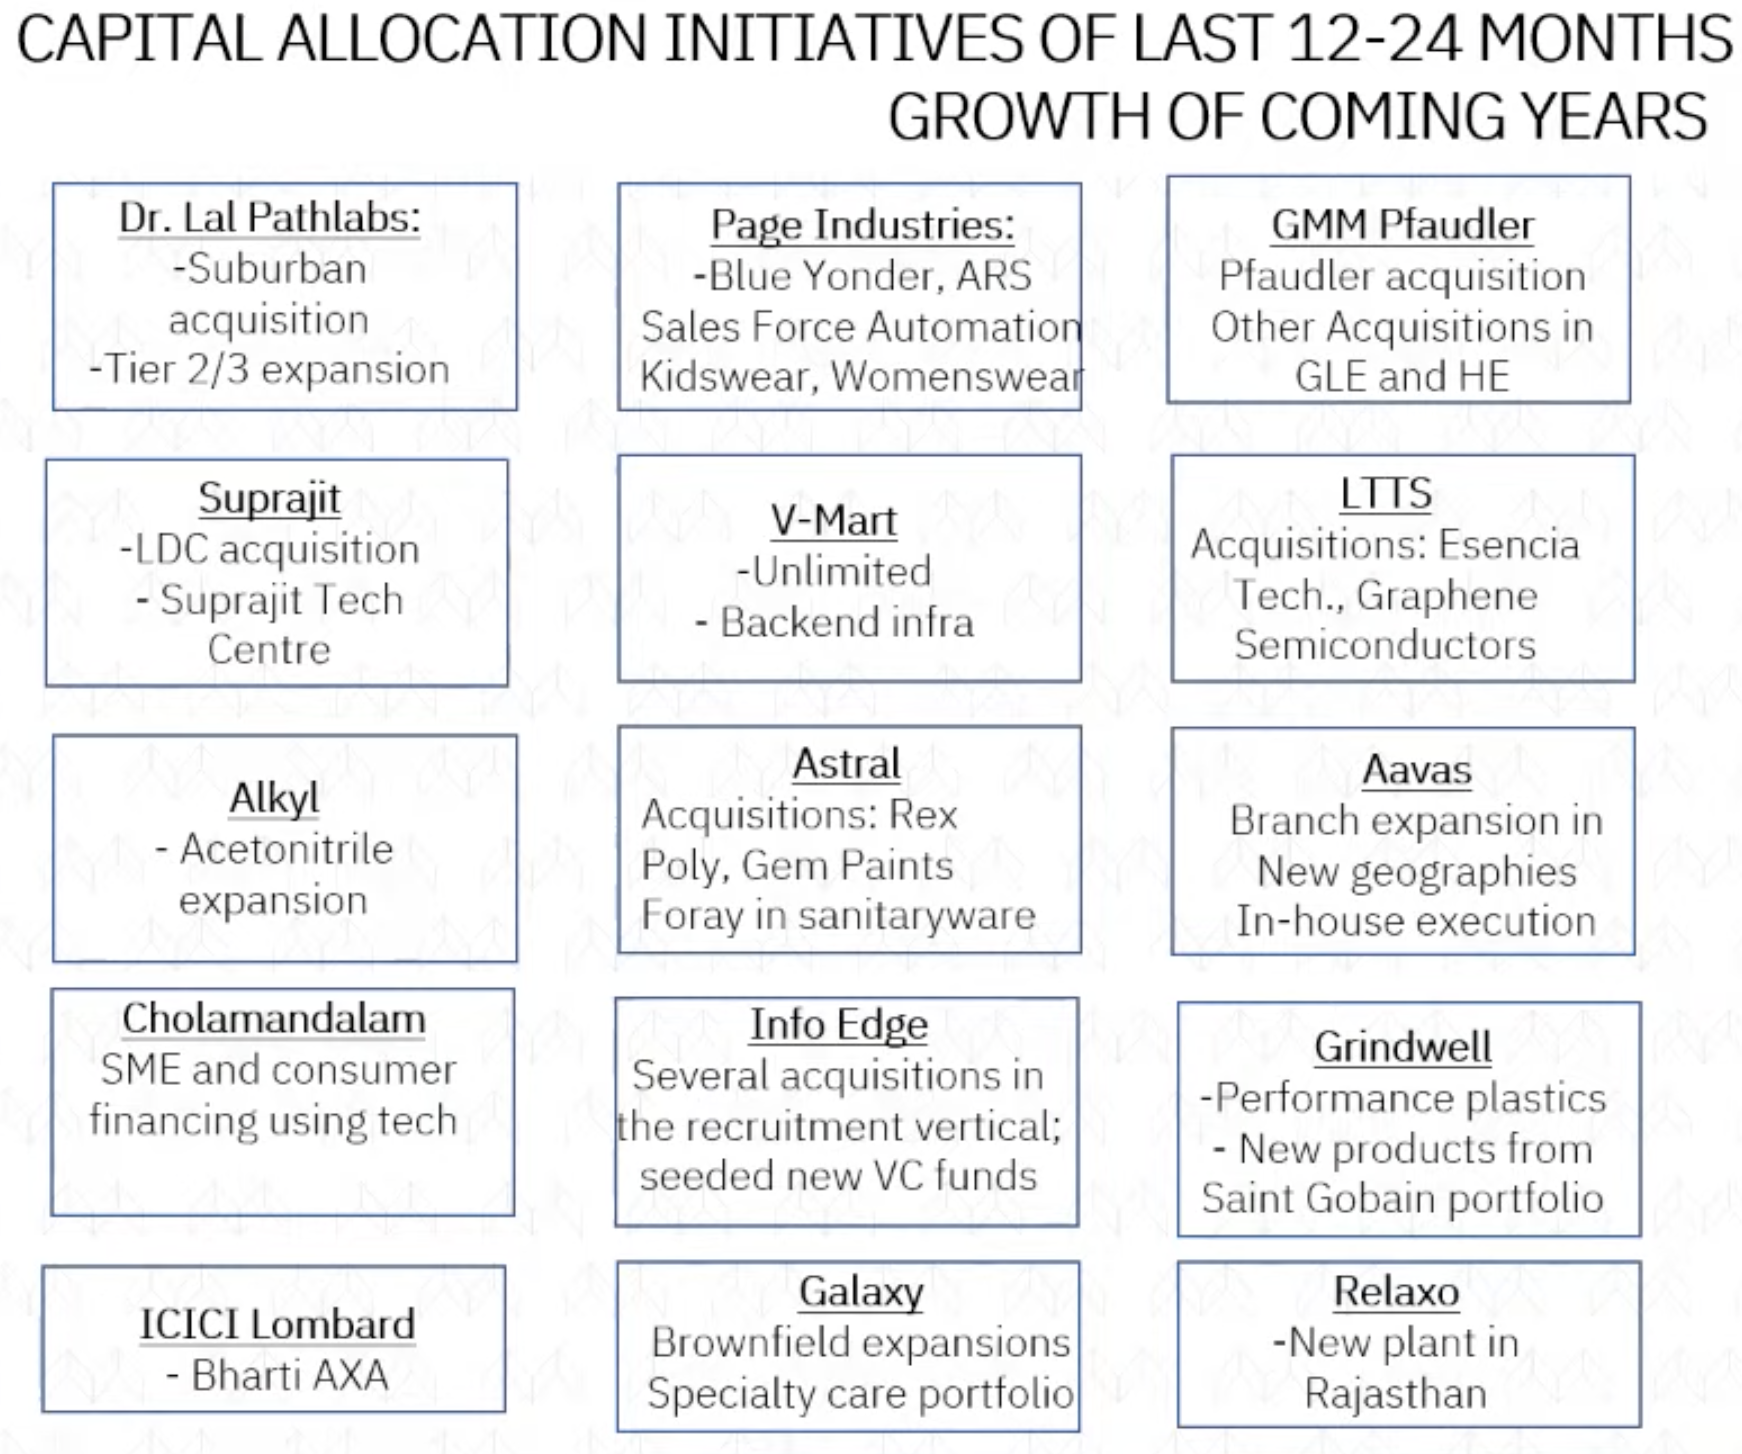 CAPITAL ALLOCATION INITIATIVES OF LAST 12-24 MONTHS
GROWTH OF COMING YEARS
Dr. Lal Pathlabs:
-Suburban
acquisition
-Tier 2/3 expansion
Page Industries:
-Blue Yonder, ARS
Sales Force Automation
Kidswear, Womenswear
GMM Pfaudler
Pfaudler acquisition
Other Acquisitions in
GLE and HE
Suprajit
-LDC acquisition
- Suprajit Tech
Centre
V-Mart
-Unlimited
- Backend infra
LTTS
Acquisitions: Esencia
Tech., Graphene
Semiconductors
Alkyl
- Acetonitrile
expansion
Astral
Acquisitions: Rex
Poly, Gem Paints
Foray in sanitaryware
Aavas
Branch expansion in
New geographies
In-house execution
Cholamandalam
SME and consumer
financing using tech
Info Edge
Several acquisitions in
the recruitment vertical;
seeded new VC funds
Grindwell
-Performance plastics
- New products from
Saint Gobain portfolio
ICICI Lombard
- Bharti AXA
Galaxy
Brownfield expansions
Specialty care portfolio
Relaxo
-New plant in
Rajasthan